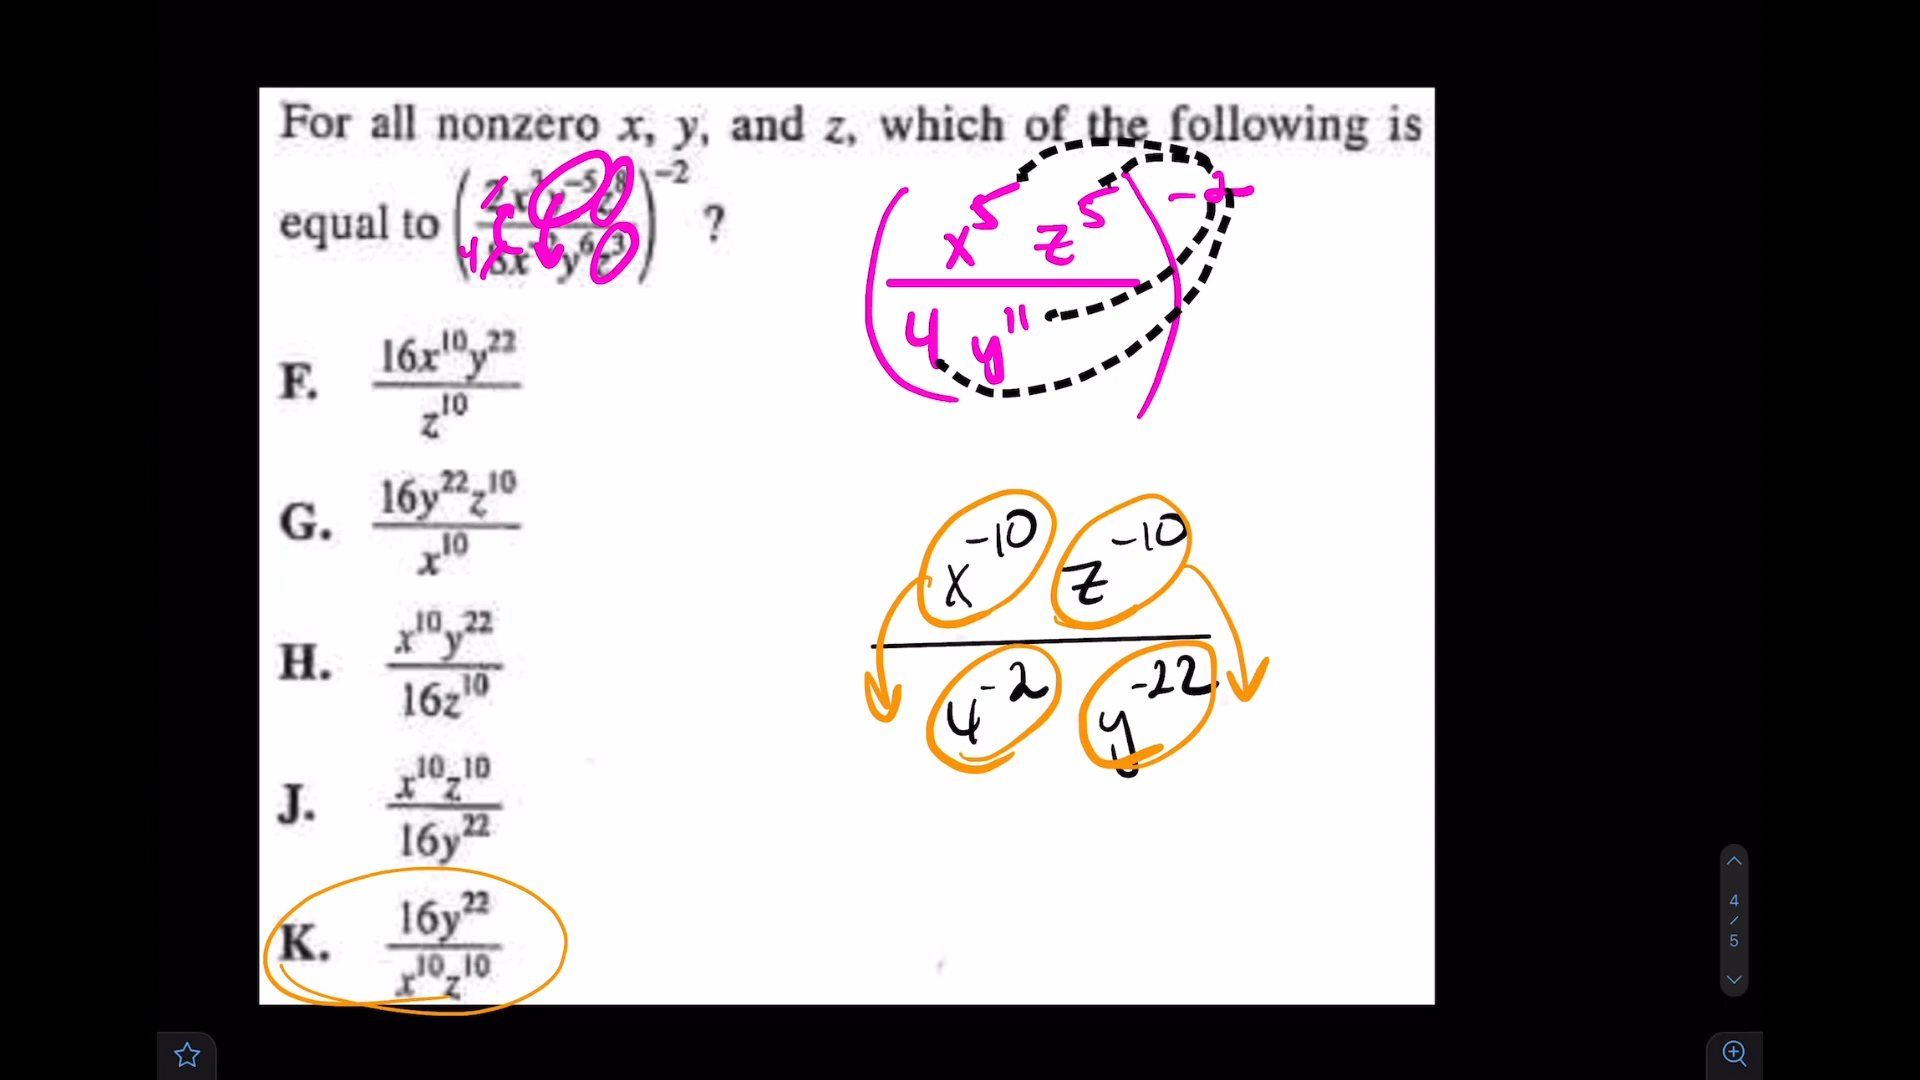 For all nonzero x, y, and z, which of the following is
equal to (2x³y⁻⁵z⁸ / 8x⁻²y⁶z³)⁻² ?
4
F. 16x¹⁰y²² / z¹⁰
G. 16y²²z¹⁰ / x¹⁰
H. x¹⁰y²² / 16z¹⁰
J. x¹⁰z¹⁰ / 16y²²
K. 16y²² / x¹⁰z¹⁰
(x⁵ z⁵ / 4 y¹¹)⁻²
x⁻¹⁰ z⁻¹⁰
4⁻² y⁻²²
4
/
5